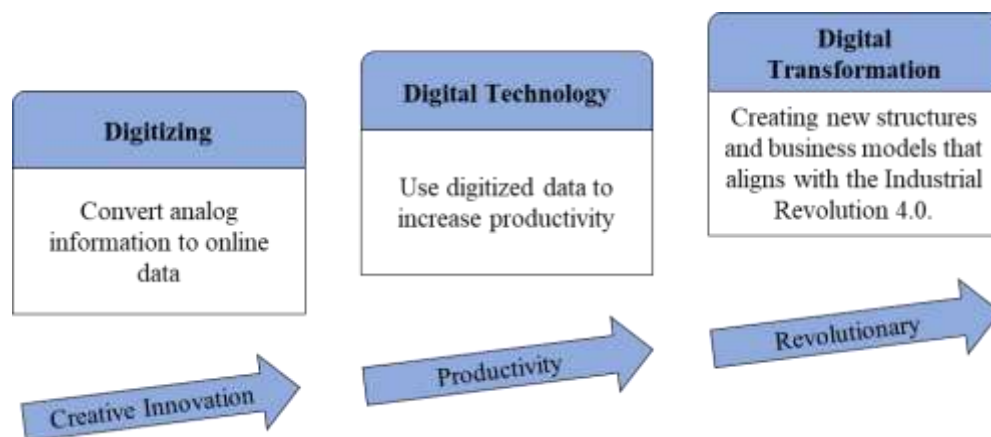 Digitizing
Convert analog
information to online
data
Creative Innovation
Digital Technology
Use digitized data to
increase productivity
Productivity
Digital
Transformation
Creating new structures
and business models that
aligns with the Industrial
Revolution 4.0.
Revolutionary